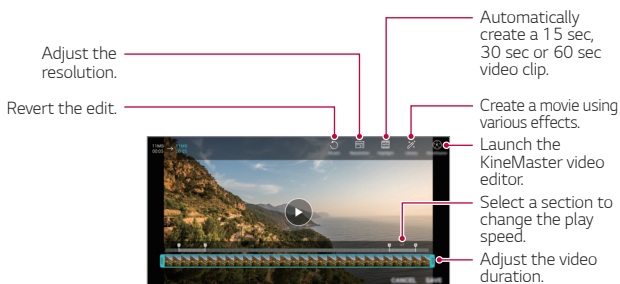 Automatically
create a 15 sec,
30 sec or 60 sec
video clip.
Adjust the
resolution.
Revert the edit.
Create a movie using
various effects.
Launch the
KineMaster video
editor.
Select a section to
change the play
speed.
Adjust the video
duration.
CANCEL SAVE